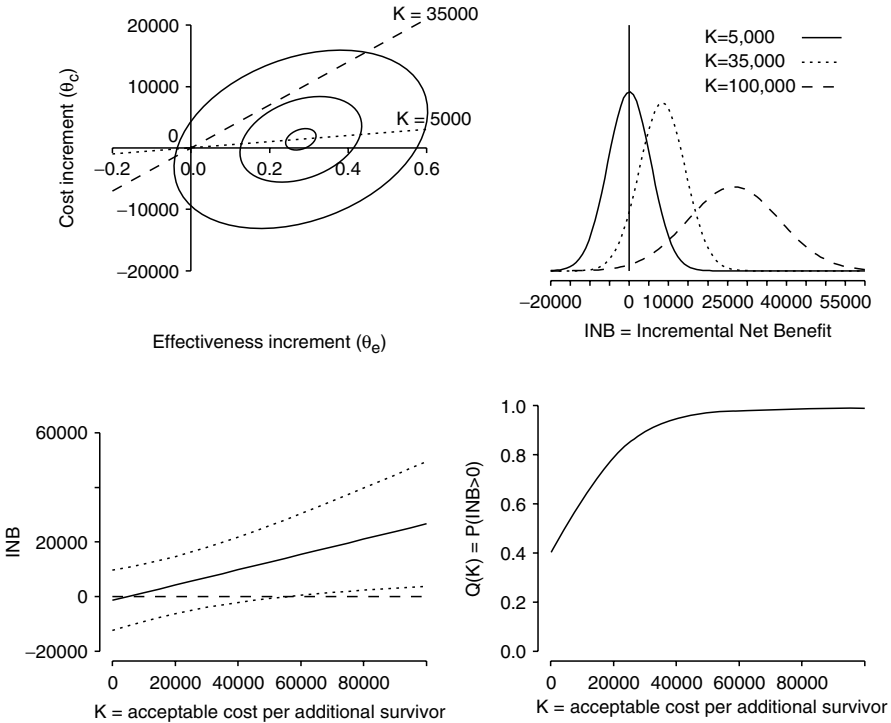 20000
10000
0
−10000
−20000
−0.2
0.0
0.2
0.4
0.6
K = 35000
K = 5000
Cost increment (θc)
Effectiveness increment (θe)
K=5,000
K=35,000
K=100,000
−20000 0 10000 25000 40000 55000
INB = Incremental Net Benefit
60000
20000
0
−20000
INB
0 20000 40000 60000 80000
K = acceptable cost per additional survivor
1.0
0.8
0.6
0.4
0.2
0.0
Q(K) = P(INB>0)
0 20000 40000 60000 80000
K = acceptable cost per additional survivor